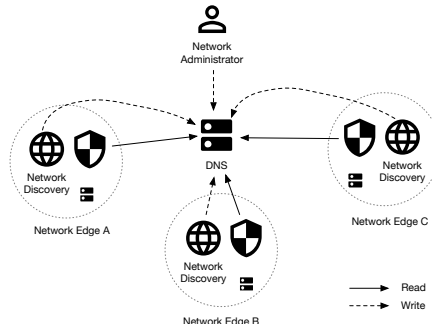 Network
Administrator
DNS
Network
Discovery
Network Edge A
Network
Discovery
Network Edge C
Network
Discovery
Network Edge B
Read
Write